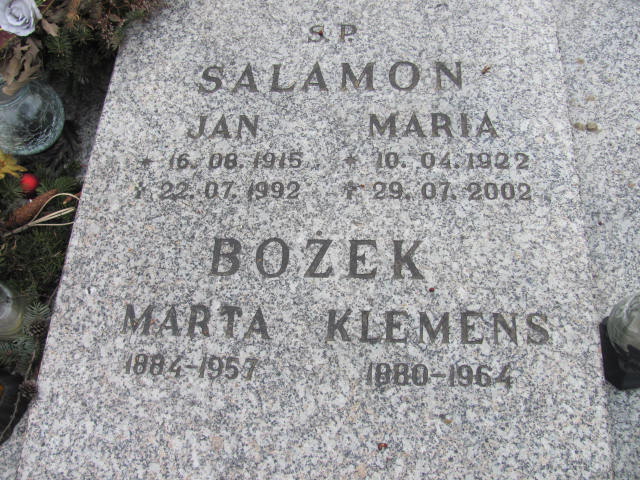 Ś.P.
SALAMON
JAN MARIA
* 16.08.1915 * 10.04.1922
† 22.07.1992 † 29.07.2002
BOŻEK
MARTA KLEMENS
1884-1957 1880-1964